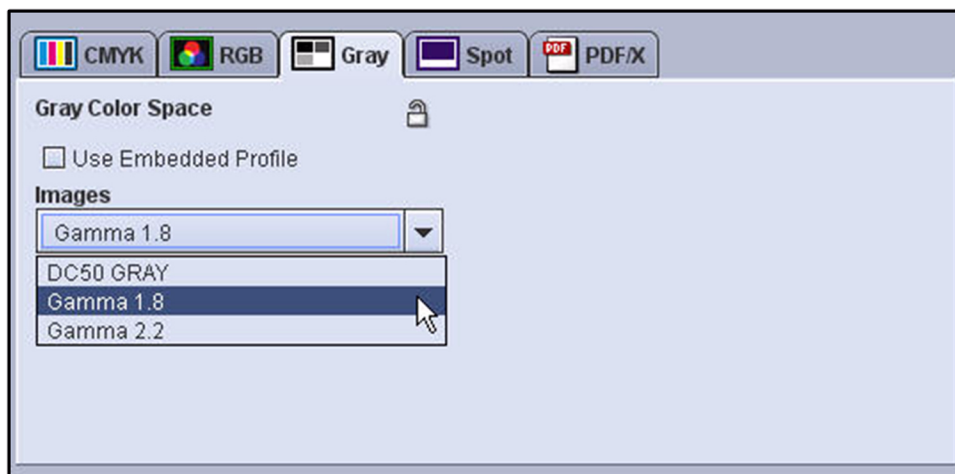 CMYK RGB Gray Spot PDF PDF/X
Gray Color Space
Use Embedded Profile
Images
Gamma 1.8
DC50 GRAY
Gamma 1.8
Gamma 2.2